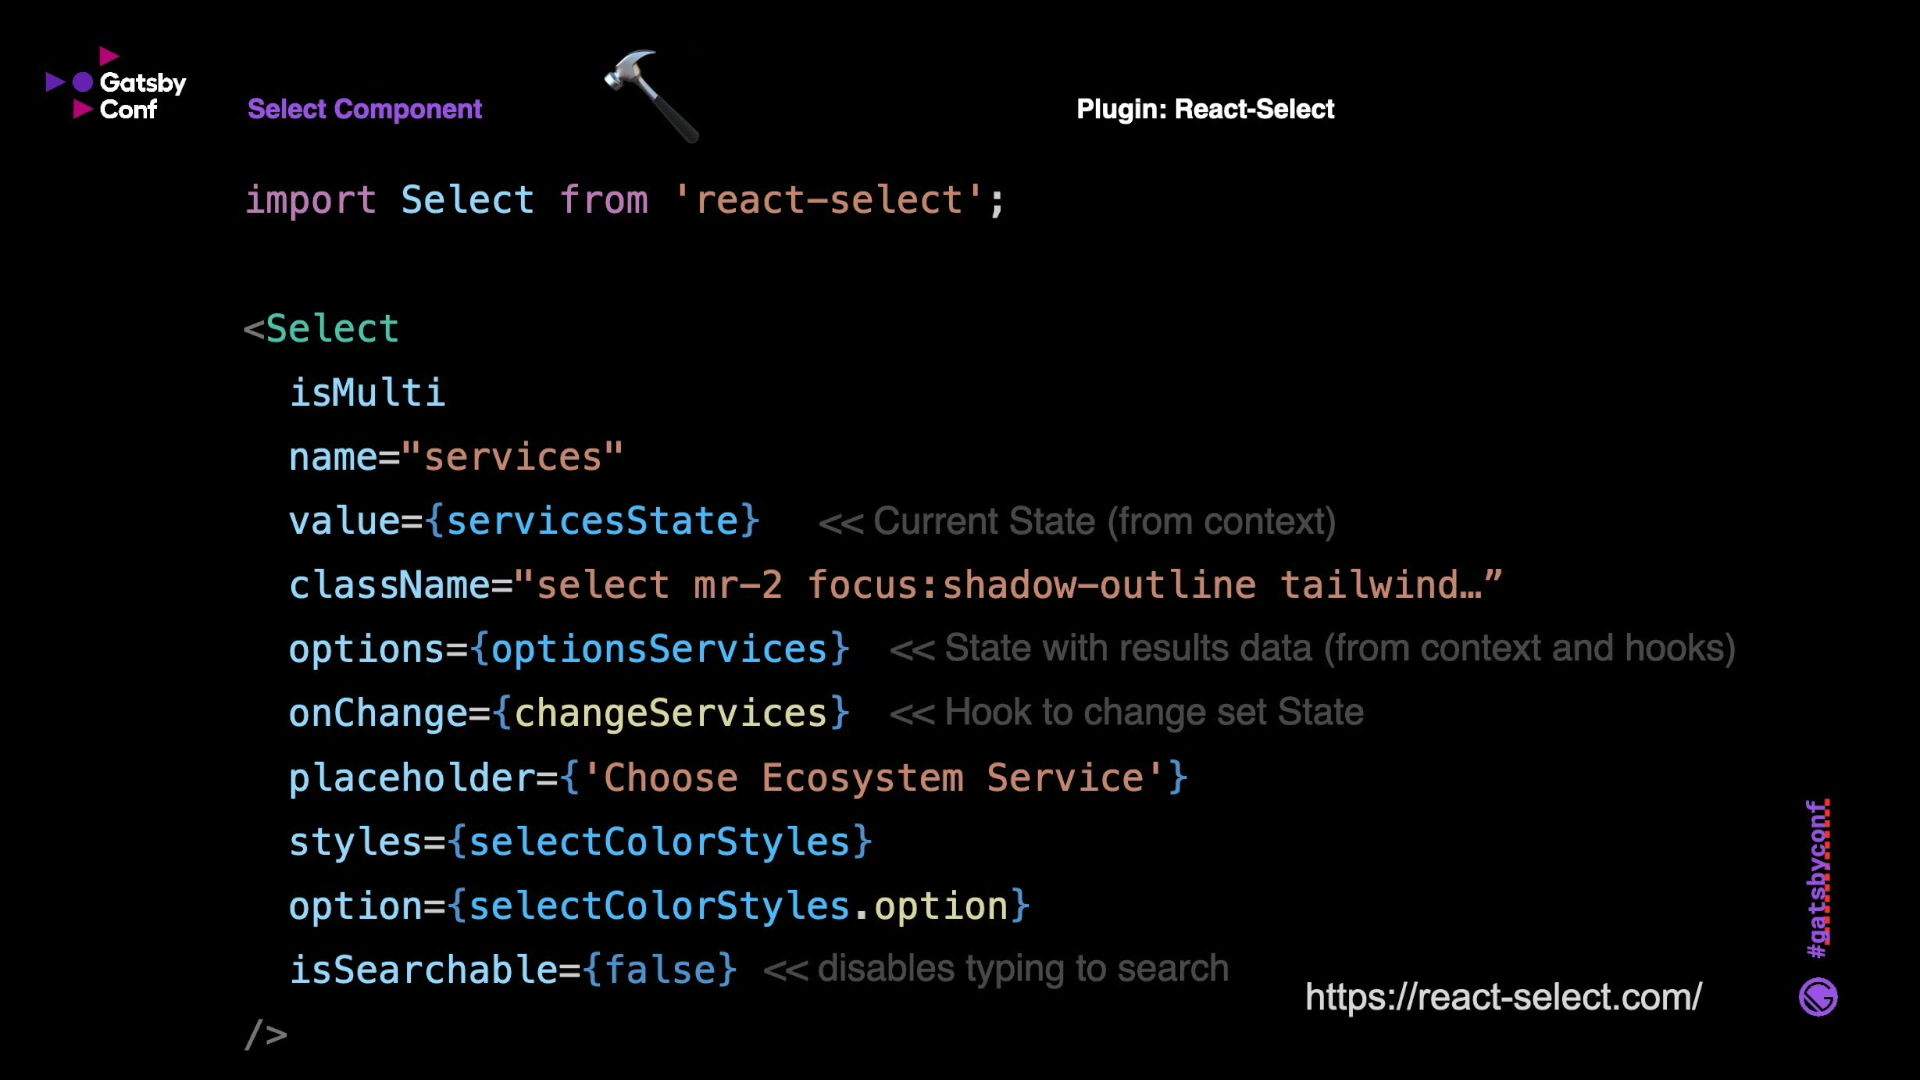 Gatsby
Conf
Select Component
Plugin: React-Select
import Select from 'react-select';
<Select
isMulti
name="services"
value={servicesState} << Current State (from context)
className="select mr-2 focus:shadow-outline tailwind…”
options={optionsServices} << State with results data (from context and hooks)
onChange={changeServices} << Hook to change set State
placeholder={'Choose Ecosystem Service'}
styles={selectColorStyles}
option={selectColorStyles.option}
isSearchable={false} << disables typing to search
/>
https://react-select.com/
#gatsbyconf